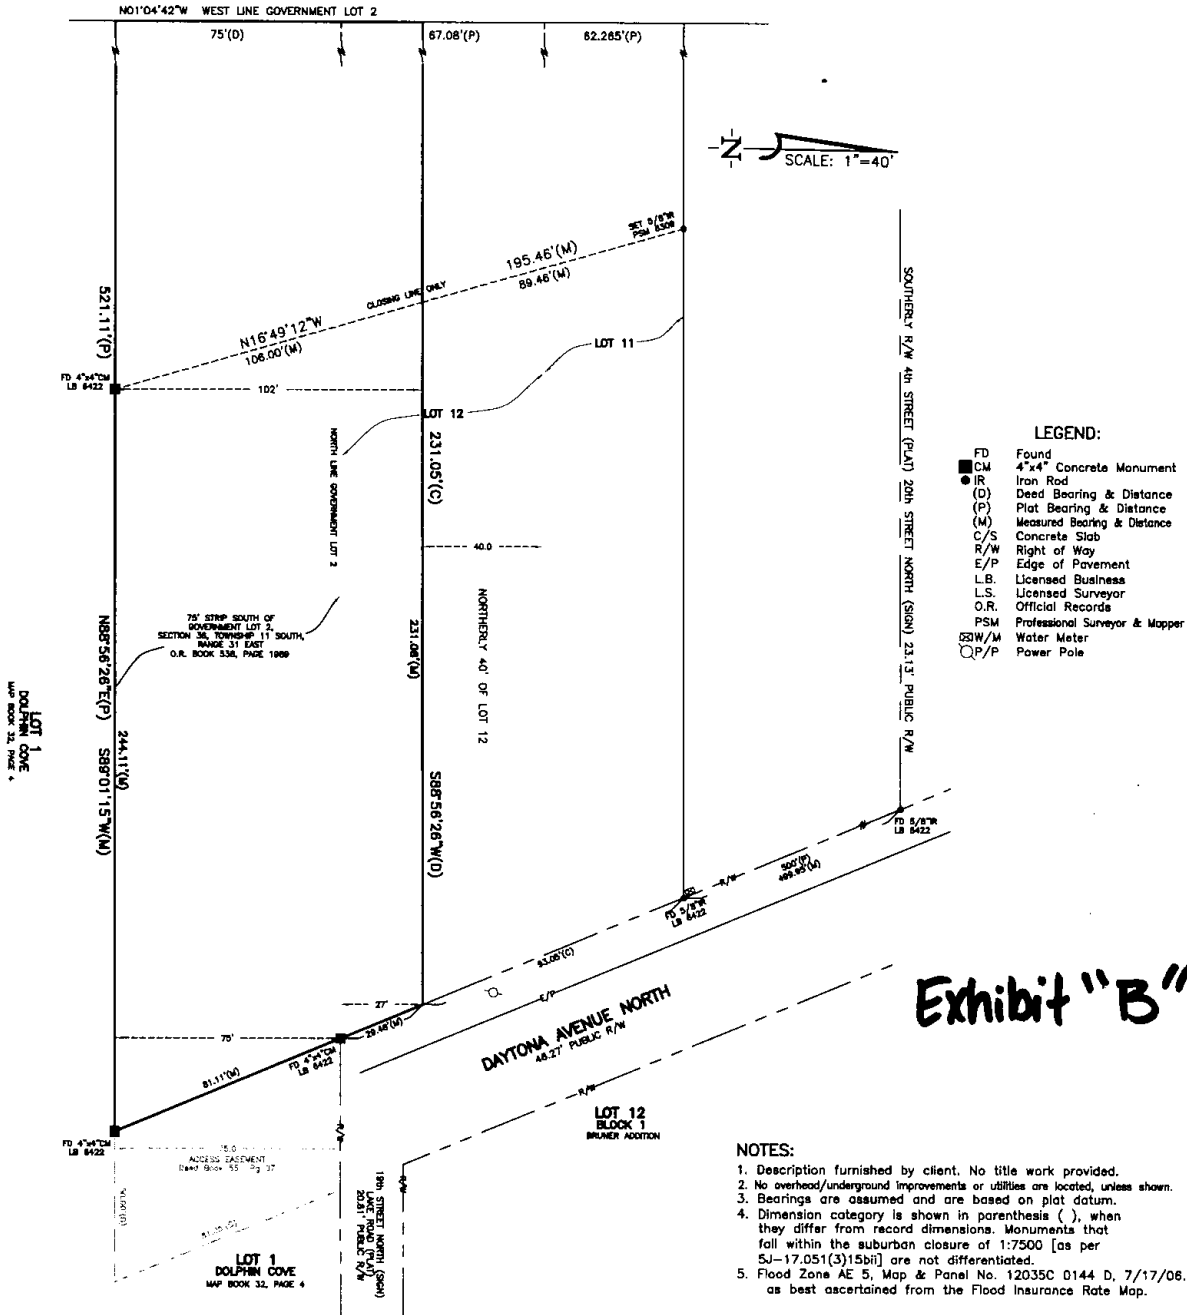 N01°04'42"W WEST LINE GOVERNMENT LOT 2
75'(D)
67.08'(P)
62.265'(P)
-N-
SCALE: 1"=40'
SET 5/8"IR
PSM 6309
195.46'(M)
89.46'(M)
CLOSING LINE ONLY
N16°49'12"W
106.00'(M)
521.11'(P)
FD 4"x4"CM
LB 6422
102'
LOT 11
LOT 12
NORTH LINE GOVERNMENT LOT 2
231.05'(C)
40.0
SOUTHERLY R/W 4th STREET (PLAT) 20th STREET NORTH (SIGN) 23.13' PUBLIC R/W
LEGEND:
FD Found
CM 4"x4" Concrete Monument
IR Iron Rod
(D) Deed Bearing & Distance
(P) Plat Bearing & Distance
(M) Measured Bearing & Distance
C/S Concrete Slab
R/W Right of Way
E/P Edge of Pavement
L.B. Licensed Business
L.S. Licensed Surveyor
O.R. Official Records
PSM Professional Surveyor & Mapper
W/M Water Meter
P/P Power Pole
75' STRIP SOUTH OF
GOVERNMENT LOT 2,
SECTION 36, TOWNSHIP 11 SOUTH,
RANGE 31 EAST
O.R. BOOK 538, PAGE 1989
NORTHERLY 40' OF LOT 12
231.06'(M)
N88°56'26"E(P) S89°01'15"W(M)
244.11'(M)
LOT 1
DOLPHIN COVE
MAP BOOK 32, PAGE 4
S88°56'26"W(D)
FD 5/8"IR
LB 6422
500'(P)
499.95'(M)
R/W
FD 5/8"IR
LB 6422
93.05'(C)
E/P
27'
29.46'(M)
75'
FD 4"x4"CM
LB 6422
81.11'(M)
DAYTONA AVENUE NORTH
46.27' PUBLIC R/W
R/W
Exhibit "B"
LOT 12
BLOCK 1
BRUNER ADDITION
FD 4"x4"CM
LB 6422
R/W
75.0
ACCESS EASEMENT
Deed Book 55 Pg 37
R/W
19th STREET NORTH (SIGN)
LAKE ROAD (PLAT)
20.81' PUBLIC R/W
LOT 1
DOLPHIN COVE
MAP BOOK 32, PAGE 4
NOTES:
1. Description furnished by client. No title work provided.
2. No overhead/underground improvements or utilities are located, unless shown.
3. Bearings are assumed and are based on plat datum.
4. Dimension category is shown in parenthesis ( ), when
they differ from record dimensions. Monuments that
fall within the suburban closure of 1:7500 [as per
5J-17.051(3)15bii] are not differentiated.
5. Flood Zone AE 5, Map & Panel No. 12035C 0144 D, 7/17/06.
as best ascertained from the Flood Insurance Rate Map.